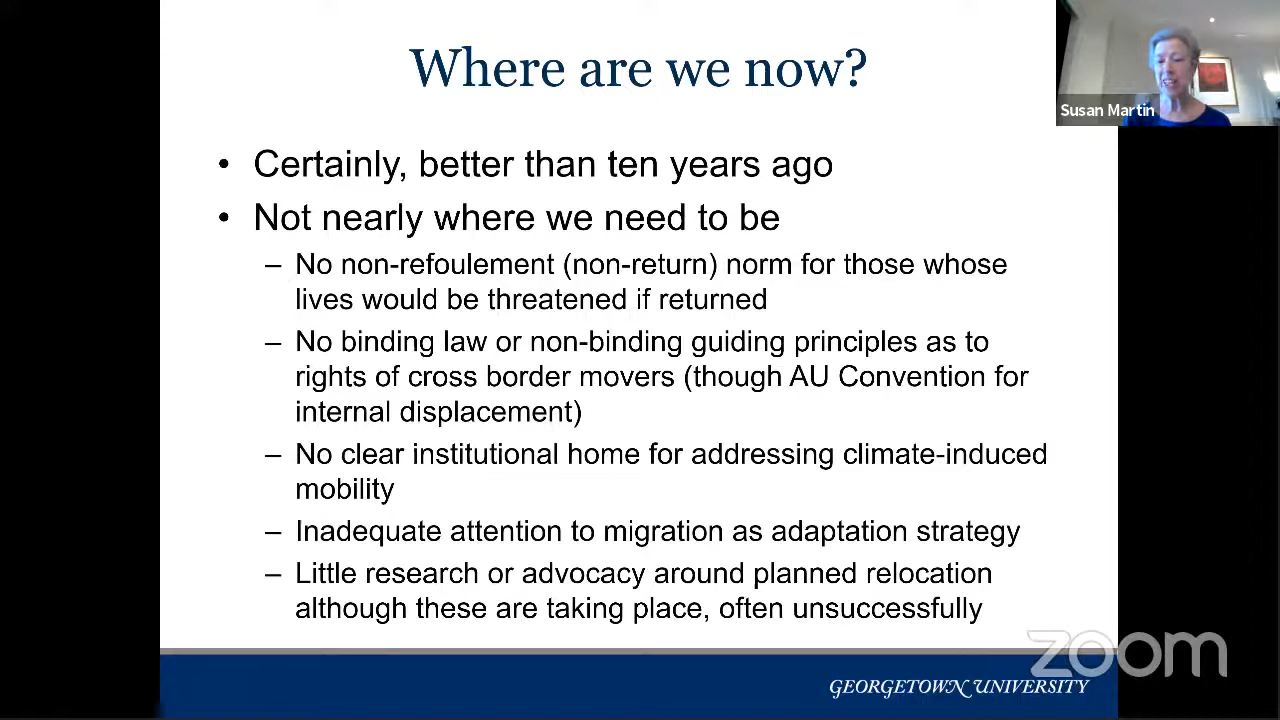 Where are we now?
Susan Martin
• Certainly, better than ten years ago
• Not nearly where we need to be
– No non-refoulement (non-return) norm for those whose
lives would be threatened if returned
– No binding law or non-binding guiding principles as to
rights of cross border movers (though AU Convention for
internal displacement)
– No clear institutional home for addressing climate-induced
mobility
– Inadequate attention to migration as adaptation strategy
– Little research or advocacy around planned relocation
although these are taking place, often unsuccessfully
zoom
GEORGETOWN UNIVERSITY